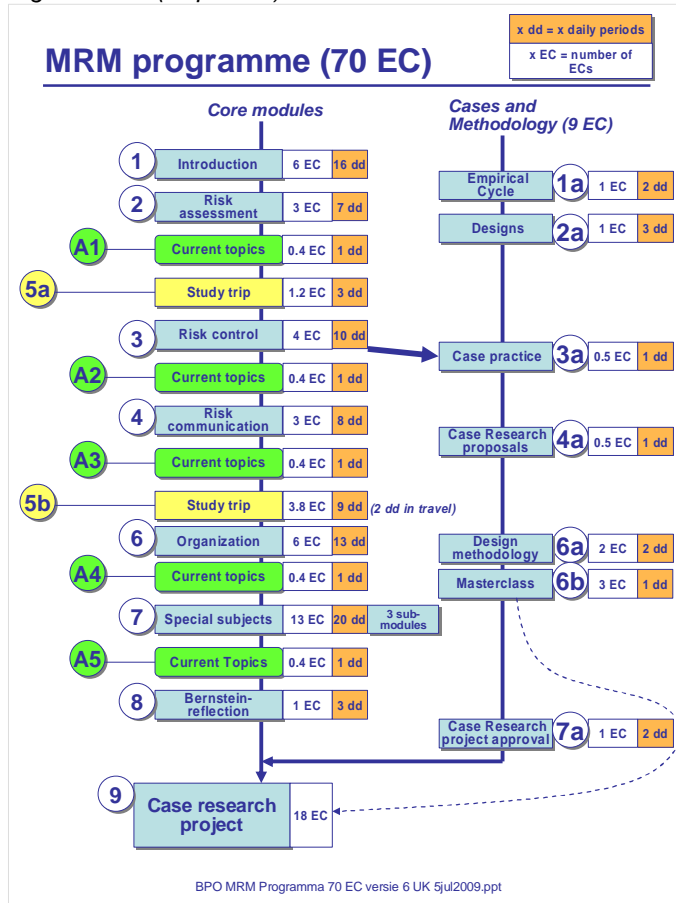 x dd = x daily periods
x EC = number of
ECs
MRM programme (70 EC)
Core modules
Cases and
Methodology (9 EC)
1
Introduction
6 EC
16 dd
2
Risk
assessment
3 EC
7 dd
A1
Current topics
0.4 EC
1 dd
5a
Study trip
1.2 EC
3 dd
3
Risk control
4 EC
10 dd
A2
Current topics
0.4 EC
1 dd
4
Risk
communication
3 EC
8 dd
A3
Current topics
0.4 EC
1 dd
5b
Study trip
3.8 EC
9 dd
(2 dd in travel)
6
Organization
6 EC
13 dd
A4
Current topics
0.4 EC
1 dd
7
Special subjects
13 EC
20 dd
3 sub-
modules
A5
Current Topics
0.4 EC
1 dd
8
Bernstein-
reflection
1 EC
3 dd
9
Case research
project
18 EC
Empirical
Cycle
1a
1 EC
2 dd
Designs
2a
1 EC
3 dd
Case practice
3a
0.5 EC
1 dd
Case Research
proposals
4a
0.5 EC
1 dd
Design
methodology
6a
2 EC
2 dd
Masterclass
6b
3 EC
1 dd
Case Research
project approval
7a
1 EC
2 dd
BPO MRM Programma 70 EC versie 6 UK 5jul2009.ppt